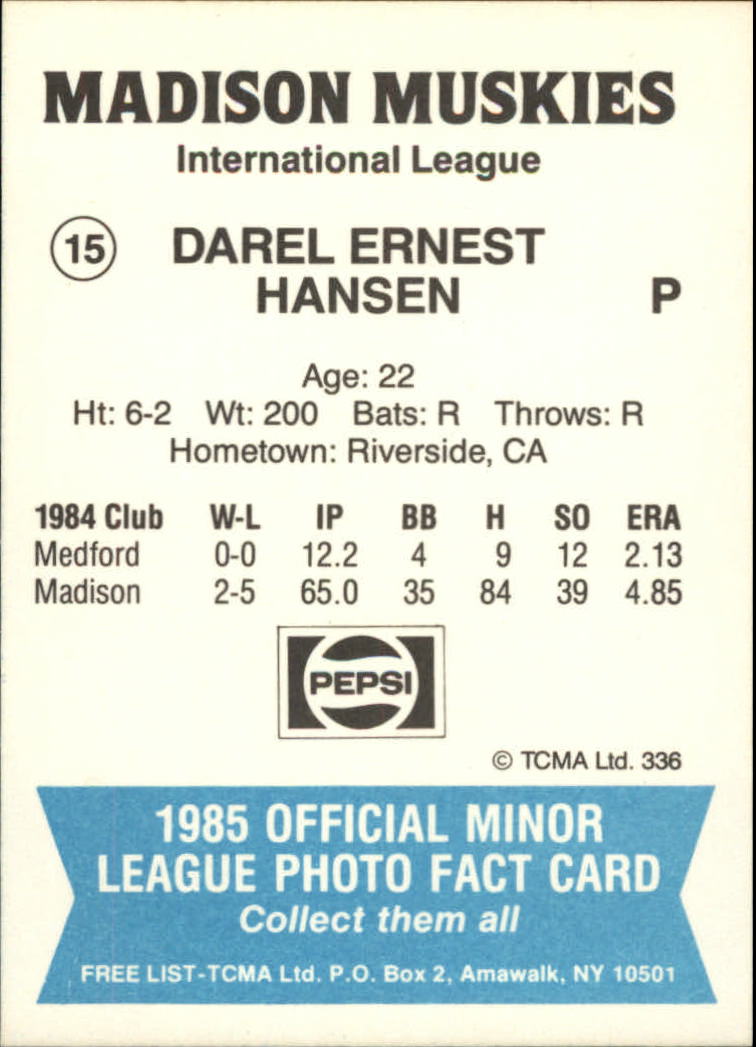 MADISON MUSKIES
International League
15 DAREL ERNEST
HANSEN P
Age: 22
Ht: 6-2 Wt: 200 Bats: R Throws: R
Hometown: Riverside, CA
1984 Club W-L IP BB H SO ERA
Medford 0-0 12.2 4 9 12 2.13
Madison 2-5 65.0 35 84 39 4.85
PEPSI
© TCMA Ltd. 336
1985 OFFICIAL MINOR
LEAGUE PHOTO FACT CARD
Collect them all
FREE LIST-TCMA Ltd. P.O. Box 2, Amawalk, NY 10501